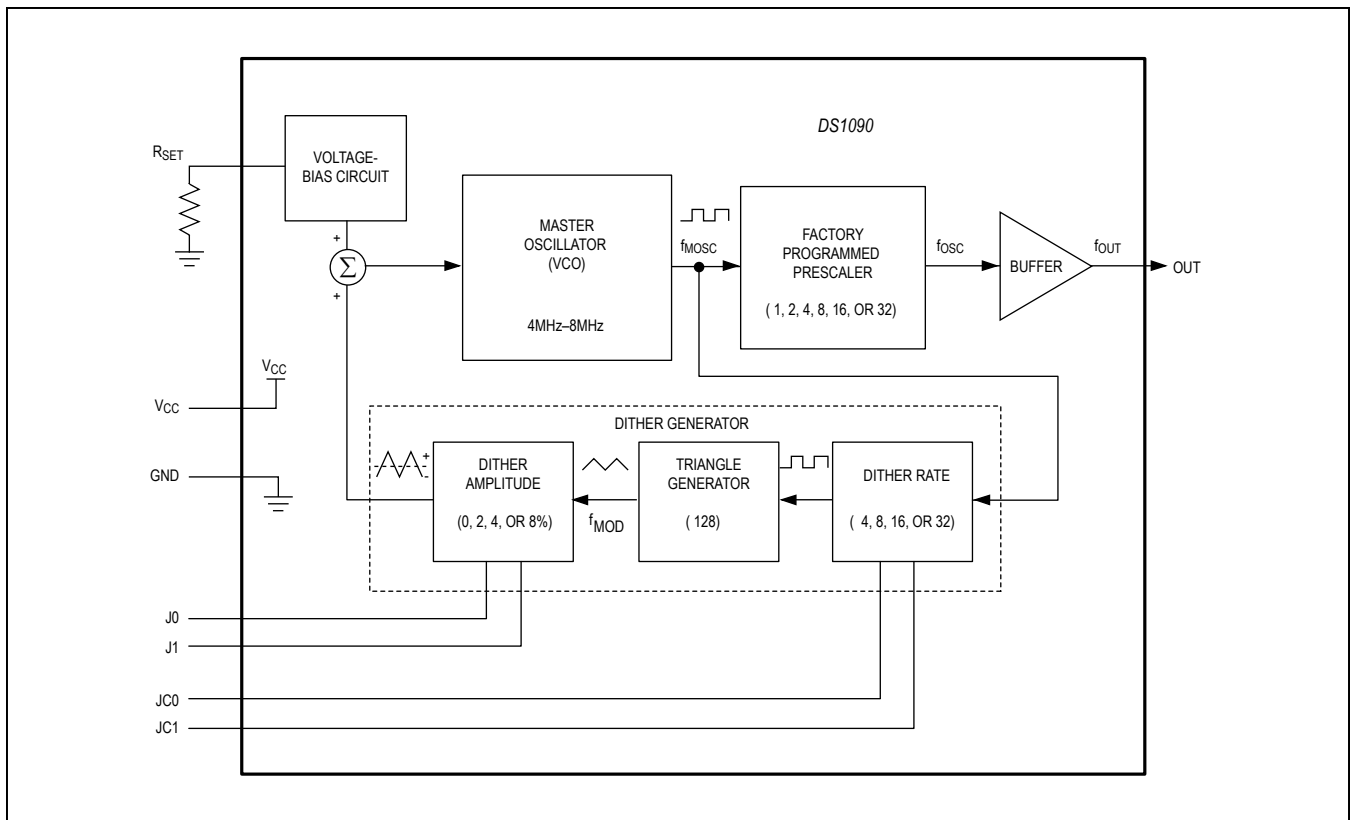 DS1090
RSET
VOLTAGE-
BIAS CIRCUIT
+
Σ
+
MASTER
OSCILLATOR
(VCO)
4MHz–8MHz
fMOSC
FACTORY
PROGRAMMED
PRESCALER
( 1, 2, 4, 8, 16, OR 32)
fOSC
BUFFER
fOUT
OUT
VCC
VCC
GND
DITHER GENERATOR
+
-
DITHER
AMPLITUDE
(0, 2, 4, OR 8%)
fMOD
TRIANGLE
GENERATOR
( 128)
DITHER RATE
( 4, 8, 16, OR 32)
J0
J1
JC0
JC1